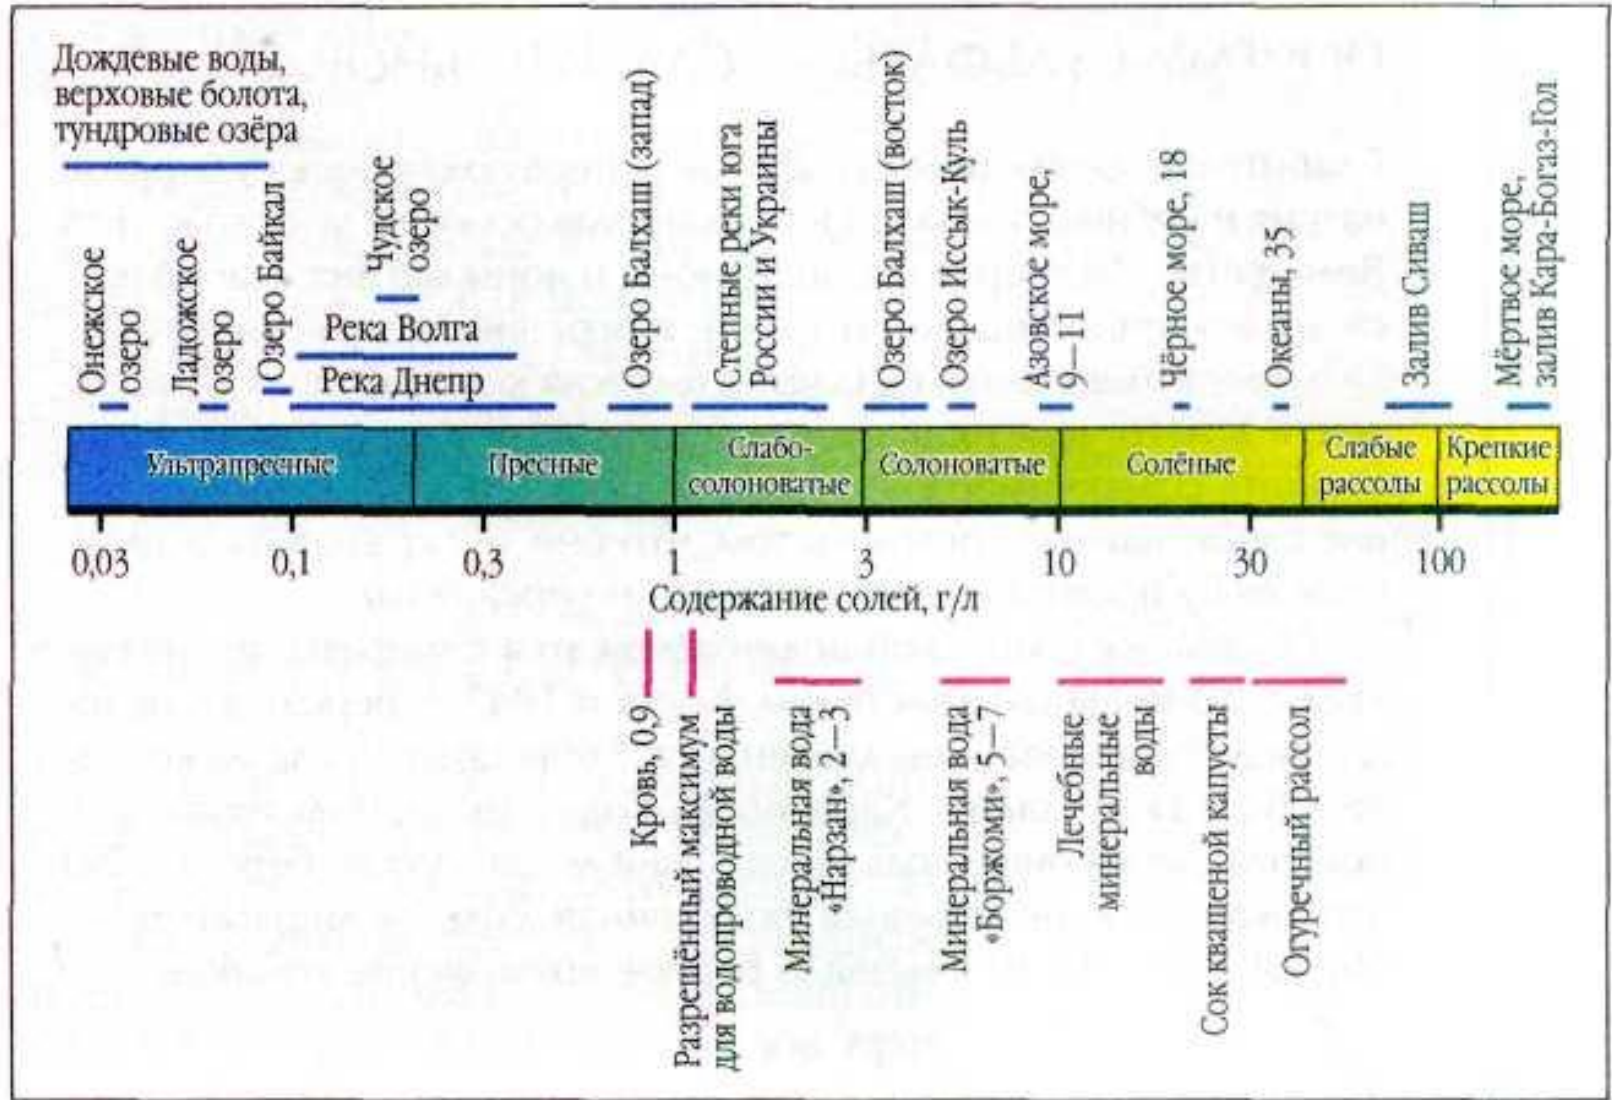 Дождевые воды,
верховые болота,
тундровые озёра
Онежское
озеро
Ладожское
озеро
Озеро Байкал
Чудское
озеро
Река Волга
Река Днепр
Озеро Балхаш (запад)
Степные реки юга
России и Украины
Озеро Балхаш (восток)
Озеро Иссык-Куль
Азовское море,
9—11
Чёрное море, 18
Океаны, 35
Залив Сиваш
Мёртвое море,
залив Кара-Богаз-Гол
Ультрапресные
Пресные
Слабо-
солоноватые
Солоноватые
Солёные
Слабые
рассолы
Крепкие
рассолы
0,03 0,1 0,3 1 3 10 30 100
Содержание солей, г/л
Кровь, 0,9
Разрешённый максимум
для водопроводной воды
Минеральная вода
«Нарзан», 2—3
Минеральная вода
«Боржоми», 5—7
Лечебные
минеральные
воды
Сок квашеной капусты
Огуречный рассол